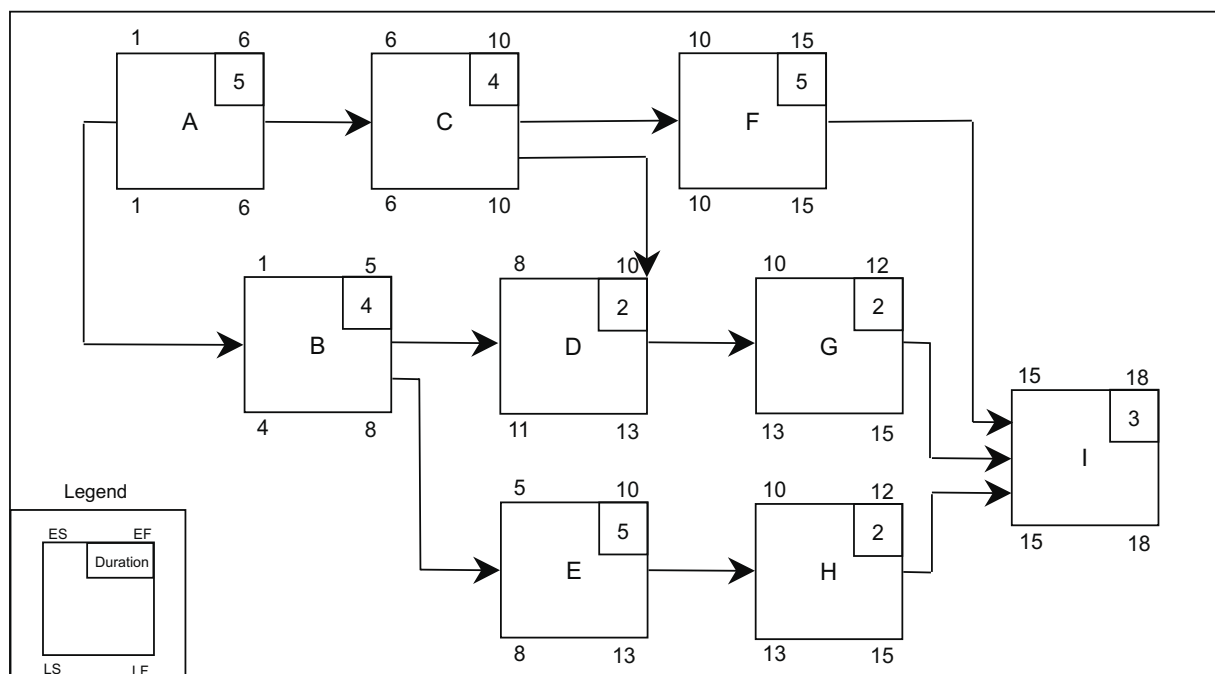 1 6 6 10 10 15
5 4 5
A C F
1 6 6 10 10 15
1 5 8 10 10 12
4 2 2
B D G
15 18
3
4 8 11 13 13 15
I
Legend
5 10 10 12
ES EF
5 2
15 18
Duration
E H
8 13 13 15
LS LF